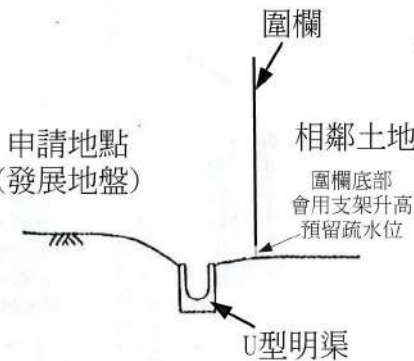 圍欄
申請地點
(發展地盤)
相鄰土地
圍欄底部
會用支架升高
預留疏水位
U型明渠